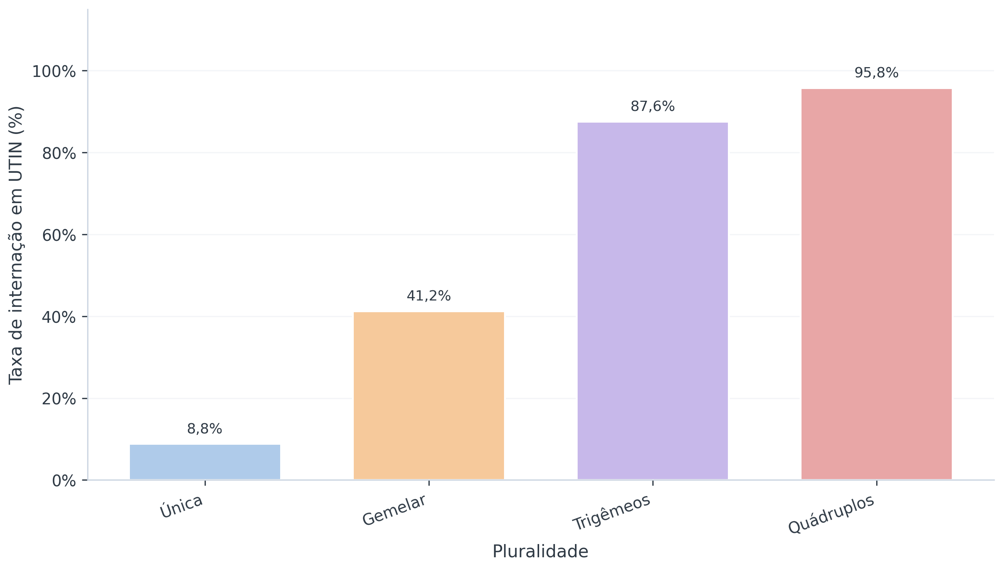 Taxa de internação em UTIN (%)
100%
80%
60%
40%
20%
0%
8,8%
41,2%
87,6%
95,8%
Única
Gemelar
Trigêmeos
Quádruplos
Pluralidade